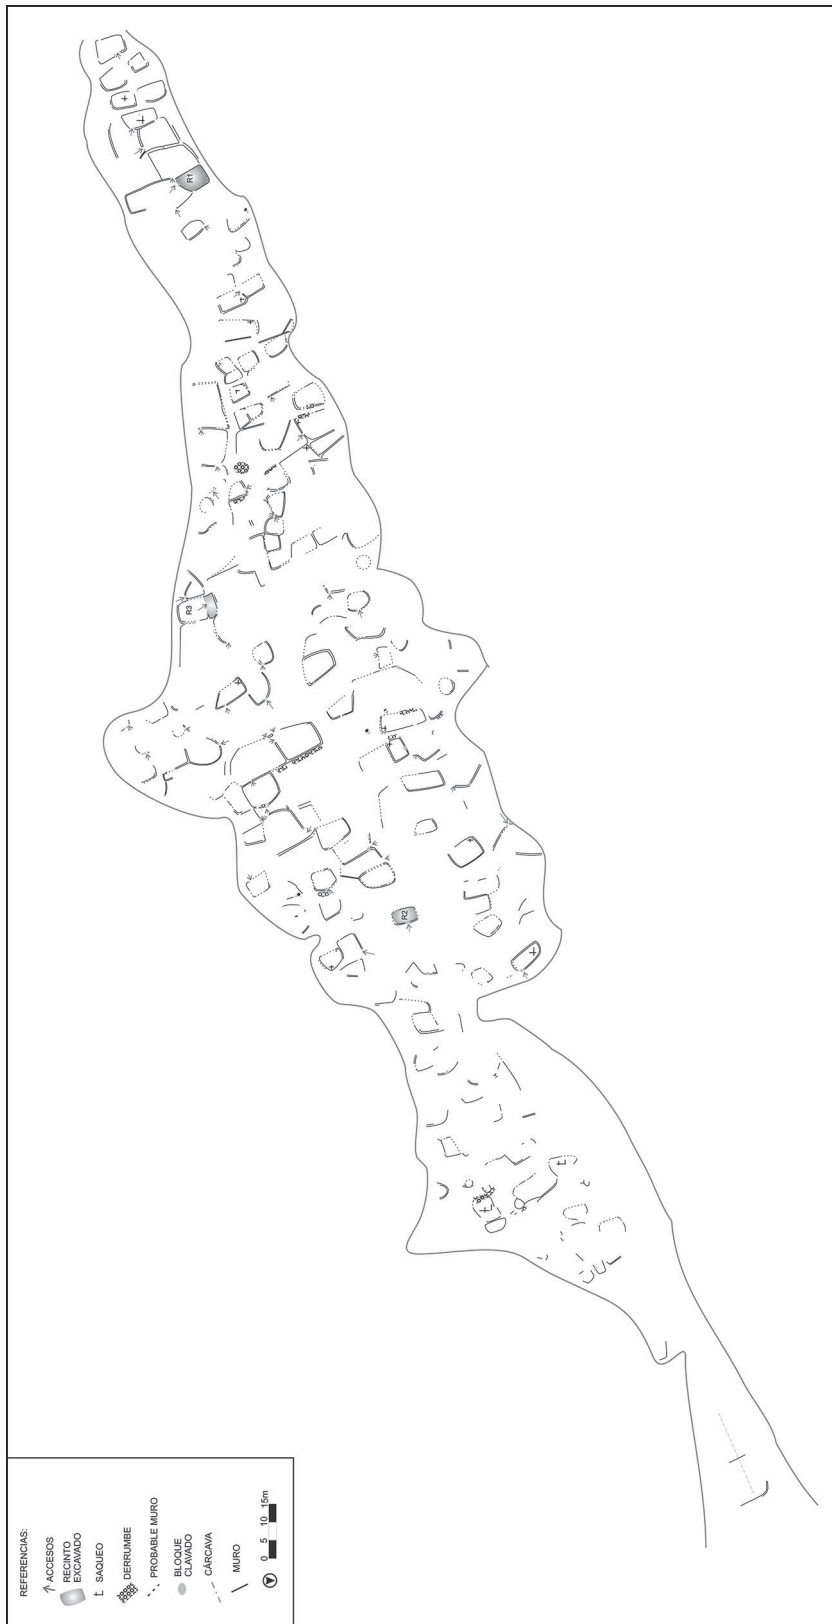 R1
R3
R2
REFERENCIAS:
ACCESOS
RECINTO
EXCAVADO
SAQUEO
DERRUMBE
PROBABLE MURO
BLOQUE
CLAVADO
CÁRCAVA
MURO
0 5 10 15m